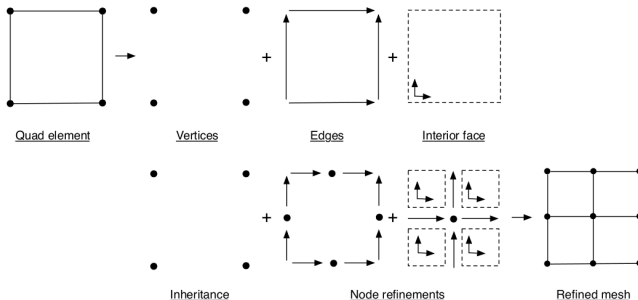 Quad element
Vertices
Edges
Interior face
Inheritance
Node refinements
Refined mesh